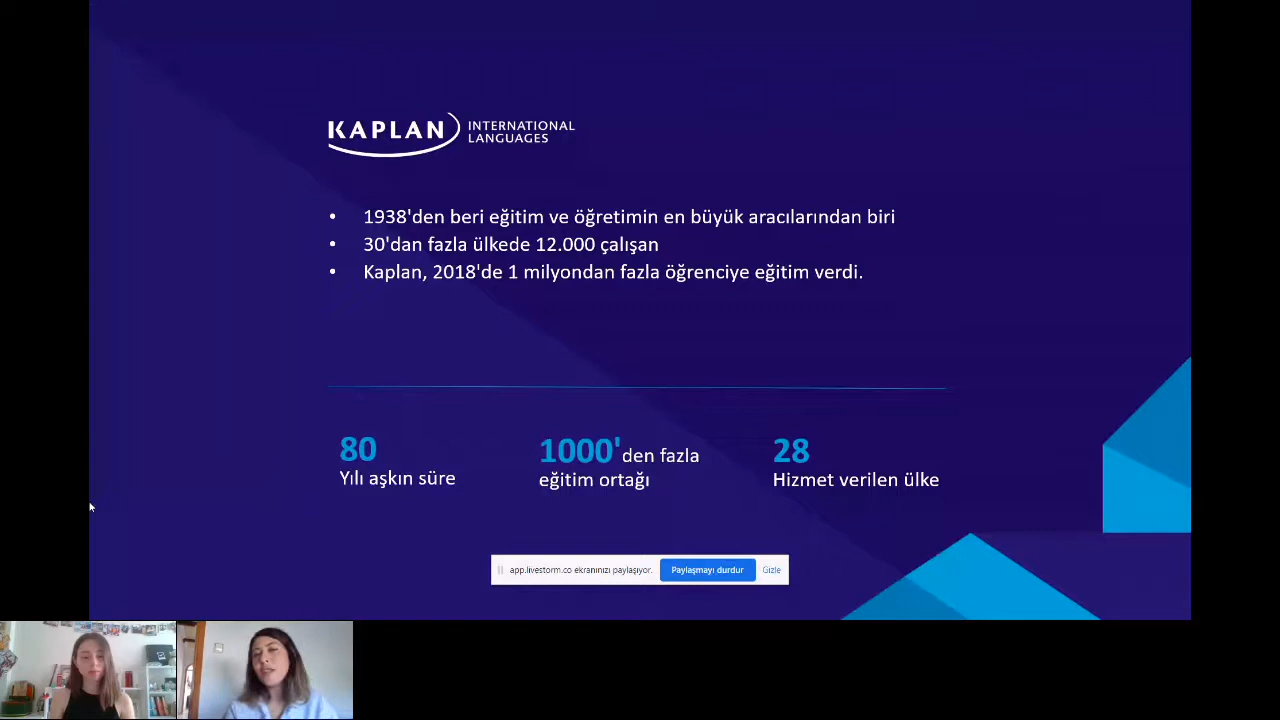 KAPLAN INTERNATIONAL
LANGUAGES
• 1938'den beri eğitim ve öğretimin en büyük aracılarından biri
• 30'dan fazla ülkede 12.000 çalışan
• Kaplan, 2018'de 1 milyondan fazla öğrenciye eğitim verdi.
80
Yılı aşkın süre
1000'den fazla
eğitim ortağı
28
Hizmet verilen ülke
app.livestorm.co ekranınızı paylaşıyor. Paylaşmayı durdur Gizle